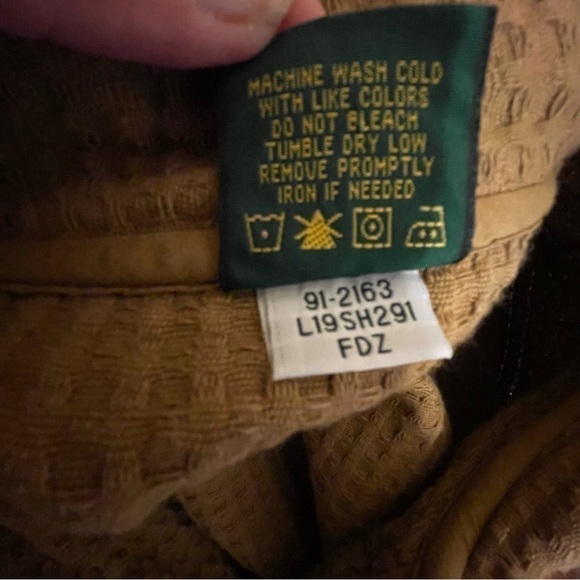 MACHINE WASH COLD
WITH LIKE COLORS
DO NOT BLEACH
TUMBLE DRY LOW
REMOVE PROMPTLY
IRON IF NEEDED
91-2163
L19SH291
FDZ